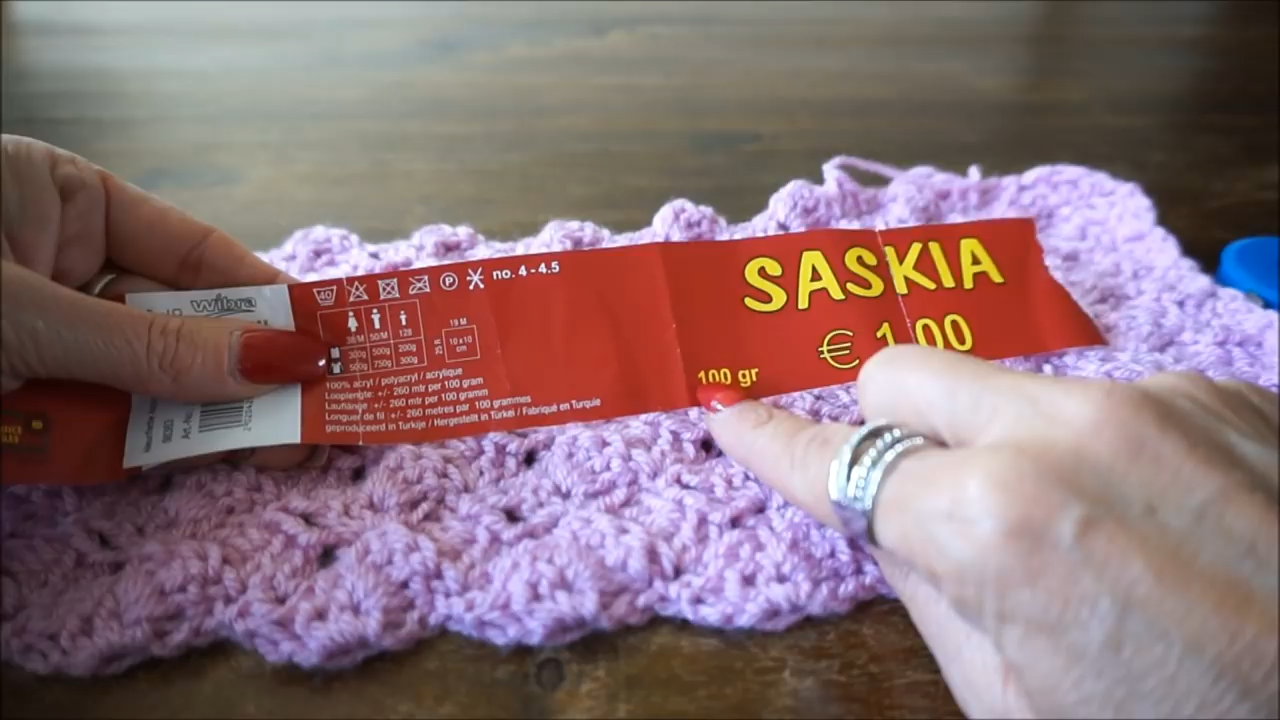 wibra
40
P
no. 4 - 4.5
38/M 50/M 128
300g 500g 200g
500g 750g 300g
19 M
10 x 10
cm
100% acryl / polyacryl / acrylique
Looplengte: +/- 260 mtr per 100 gram
Lauflänge :+/- 260 mtr per 100 gramm
Longuer de fil :+/- 260 metres par 100 grammes
geproduceerd in Turkije / Hergestellt in Türkei / Fabriqué en Turquie
SASKIA
€ 1.00
100 gr